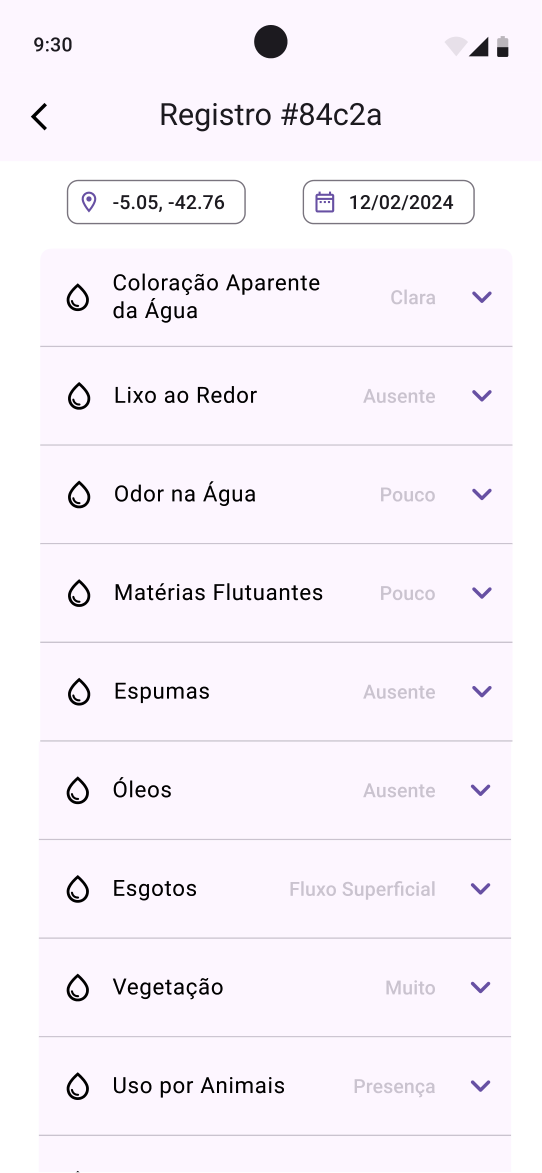 9:30
Registro #84c2a
-5.05, -42.76
12/02/2024
Coloração Aparente
da Água
Clara
Lixo ao Redor
Ausente
Odor na Água
Pouco
Matérias Flutuantes
Pouco
Espumas
Ausente
Óleos
Ausente
Esgotos
Fluxo Superficial
Vegetação
Muito
Uso por Animais
Presença